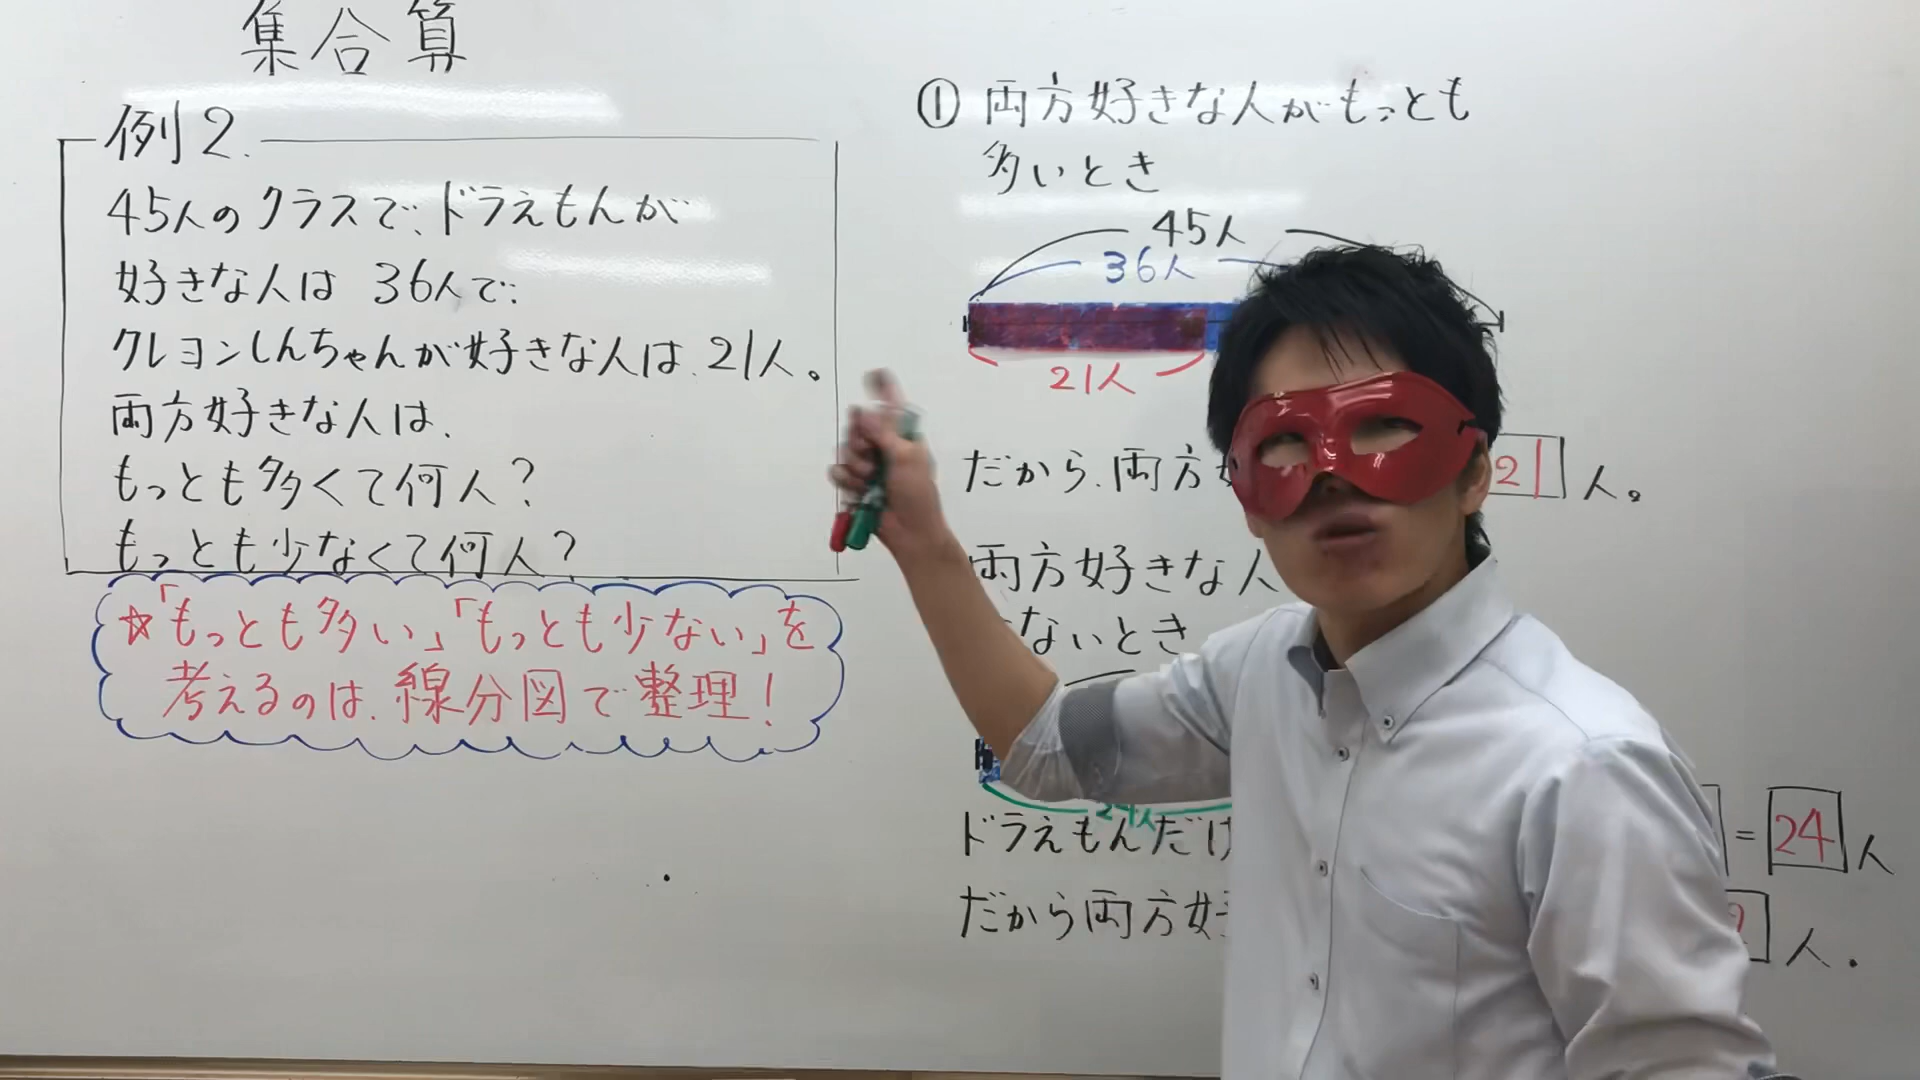 集合算
例2.
45人のクラスで、ドラえもんが
好きな人は 36人で、
クレヨンしんちゃんが好きな人は、21人。
両方好きな人は、
もっとも多くて何人？
もっとも少なくて何人？
☆「もっとも多い」「もっとも少ない」を
考えるのは、線分図で整理！
① 両方好きな人がもっとも
多いとき
45人
36人
21人
だから、両方
21 人。
両方好きな人
ないとき
24人
ドラえもんだけ
= 24 人
だから両方好
人.